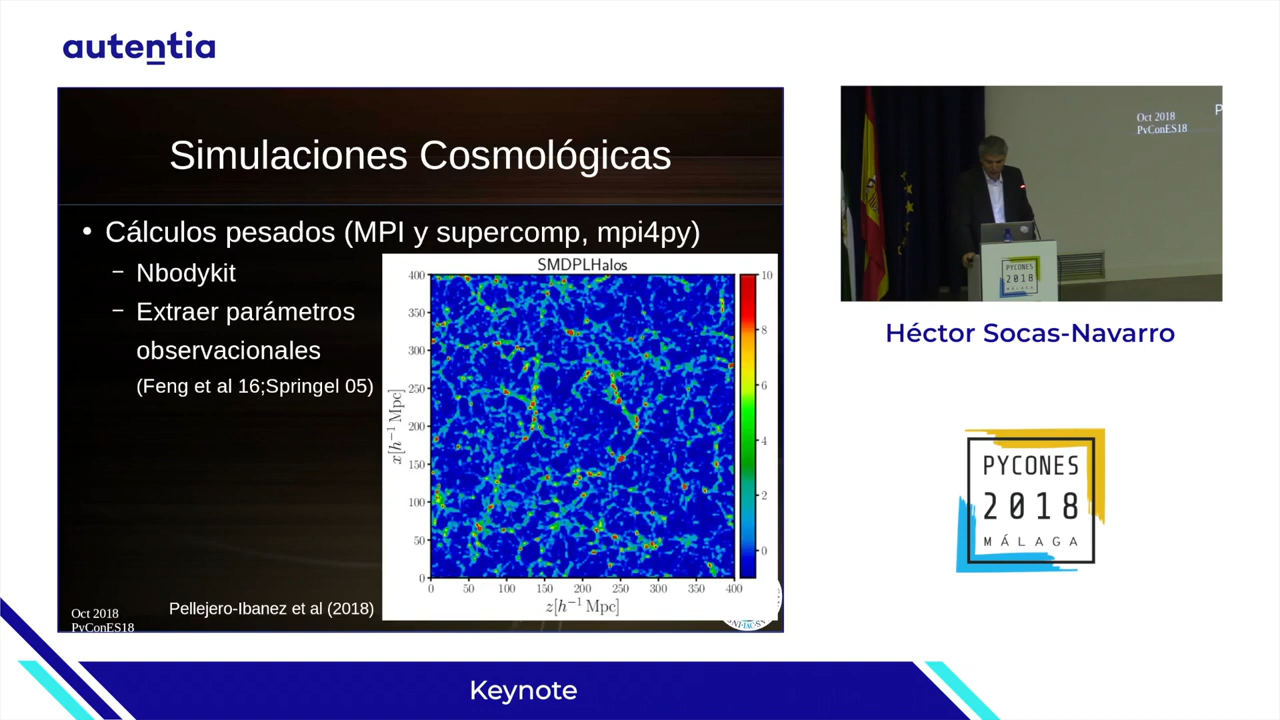 autentia
Simulaciones Cosmológicas
• Cálculos pesados (MPI y supercomp, mpi4py)
– Nbodykit
– Extraer parámetros
observacionales
(Feng et al 16;Springel 05)
SMDPLHalos
400
350
300
250
200
150
100
50
0
x[h⁻¹ Mpc]
0 50 100 150 200 250 300 350 400
z[h⁻¹ Mpc]
10
8
6
4
2
0
Pellejero-Ibanez et al (2018)
Oct 2018
PyConES18
Oct 2018
PyConES18
P
PYCONES
2018
MÁLAGA
Héctor Socas-Navarro
PYCONES
2018
MÁLAGA
Keynote